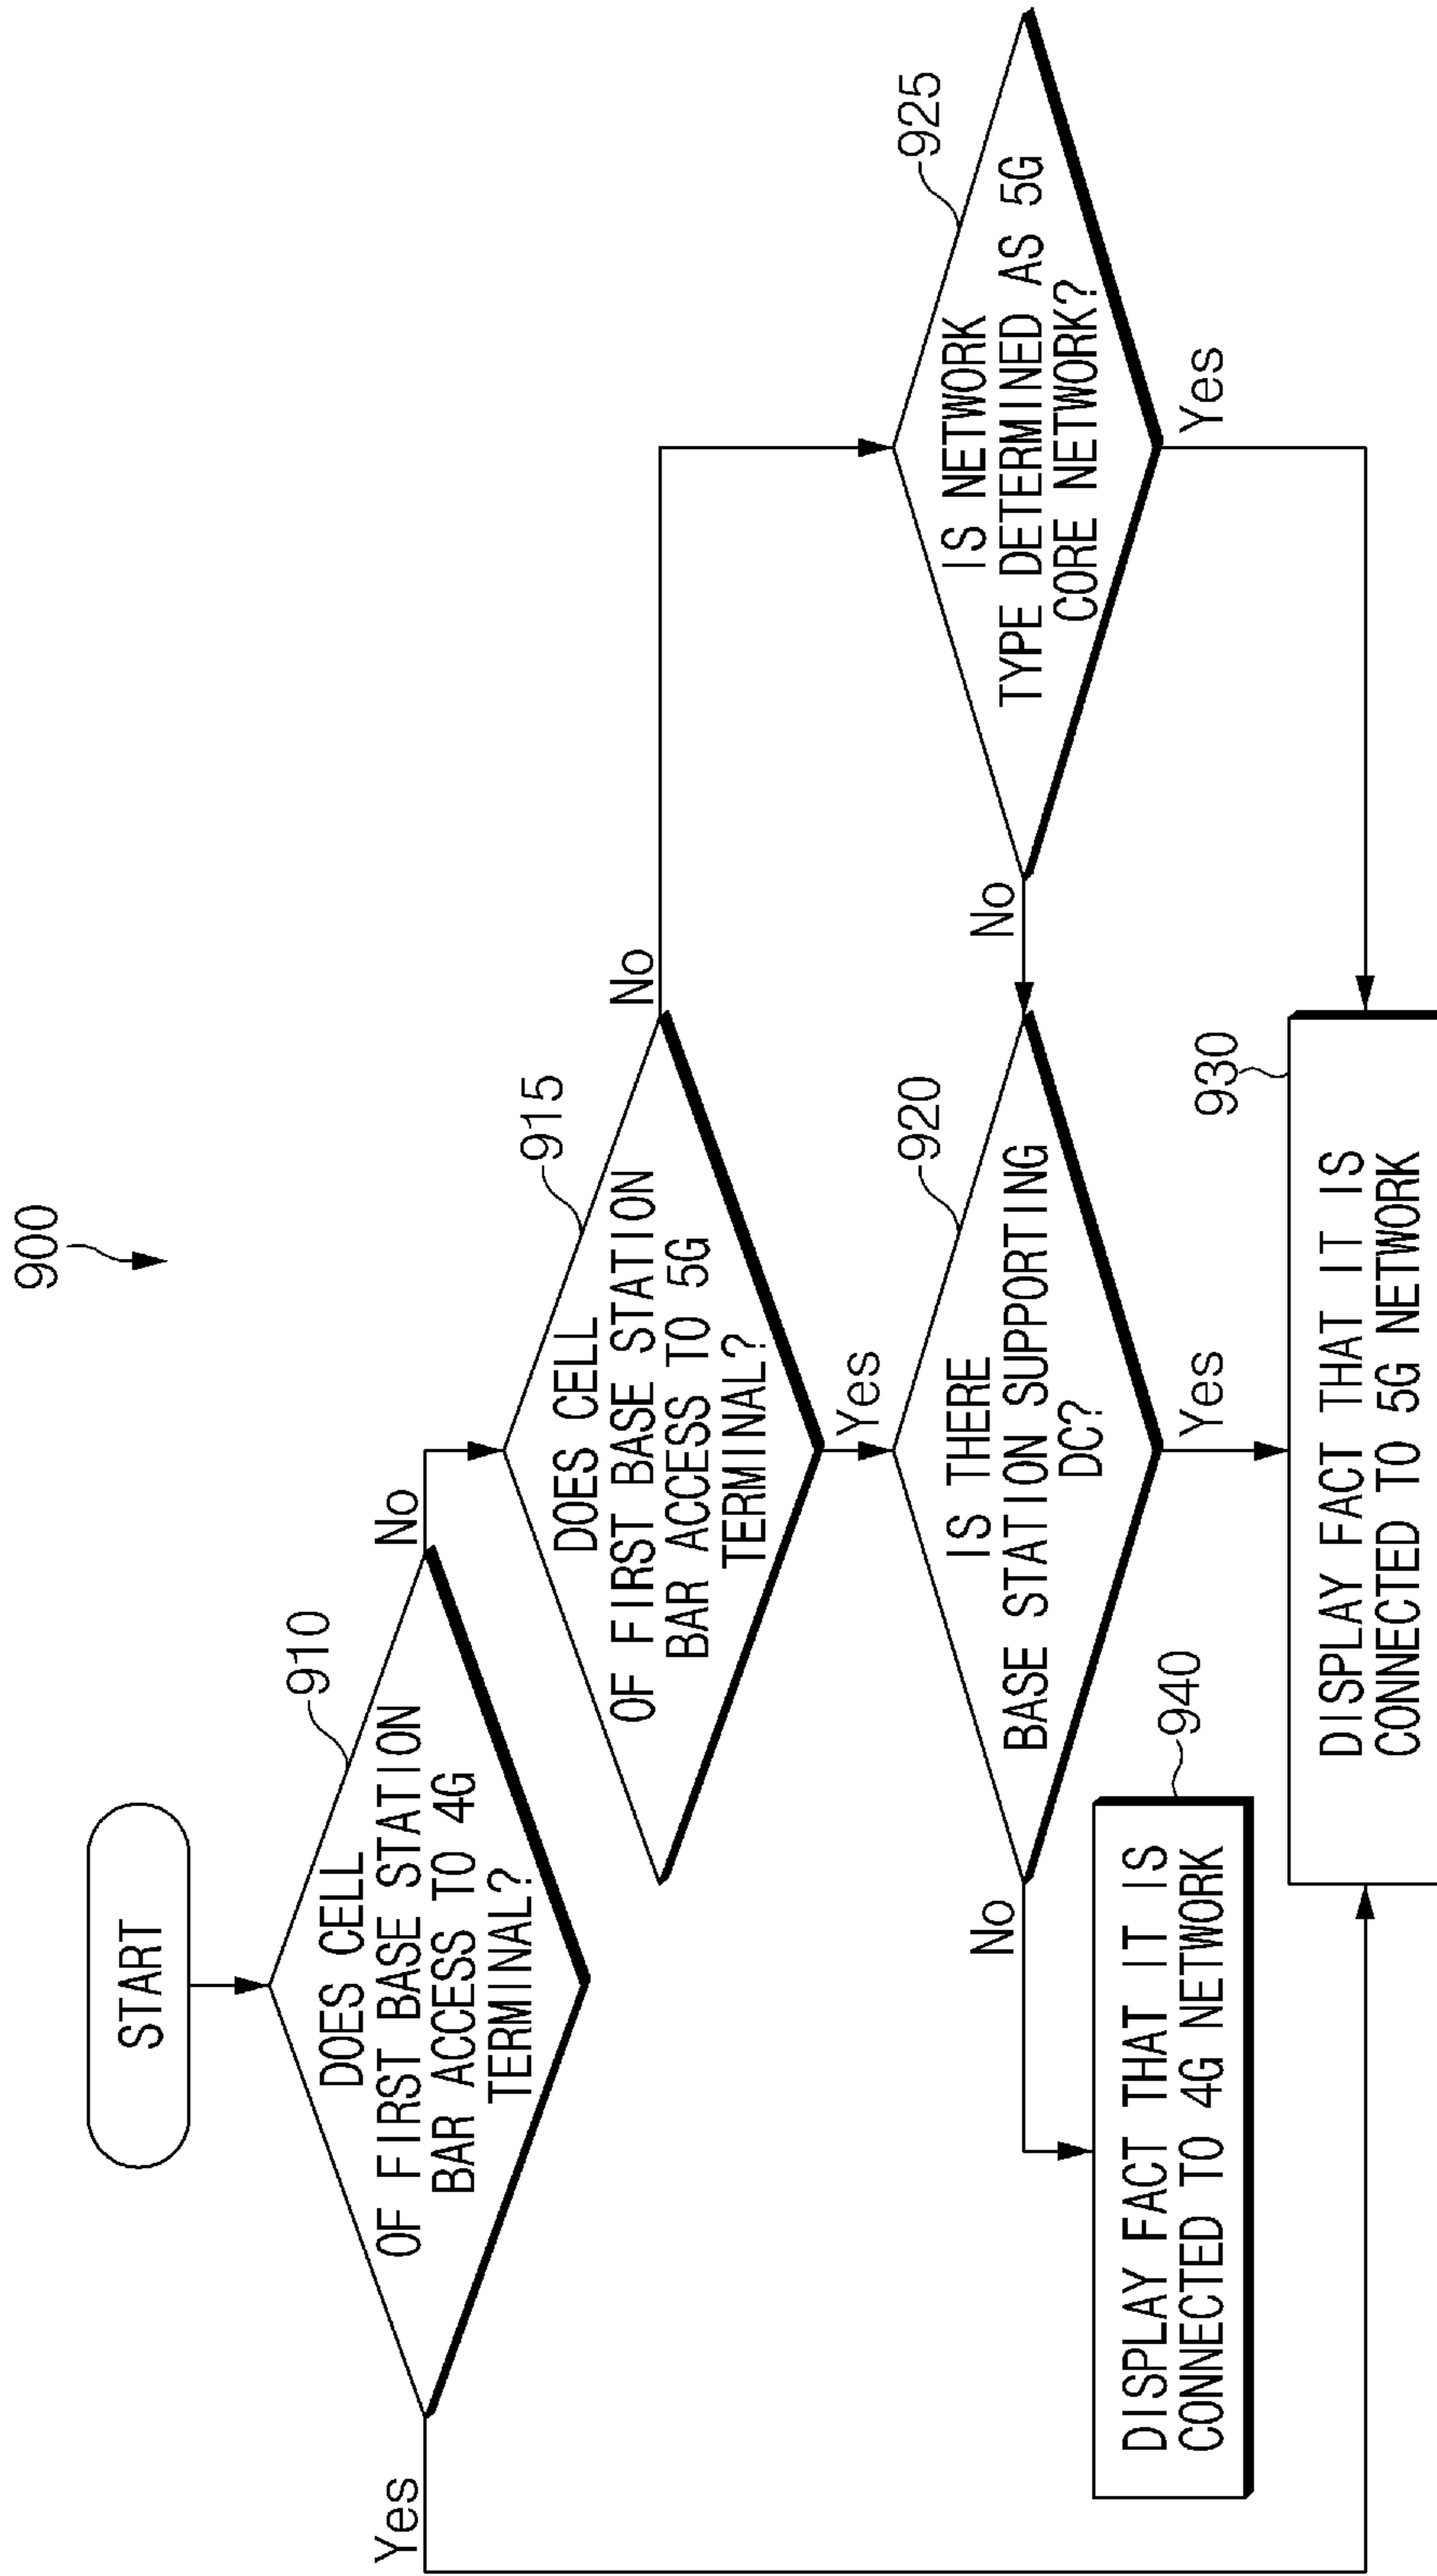 900
START
910
DOES CELL
OF FIRST BASE STATION
BAR ACCESS TO 4G
TERMINAL?
Yes
No
915
DOES CELL
OF FIRST BASE STATION
BAR ACCESS TO 5G
TERMINAL?
No
Yes
920
IS THERE
BASE STATION SUPPORTING
DC?
No
Yes
925
IS NETWORK
TYPE DETERMINED AS 5G
CORE NETWORK?
No
Yes
940
DISPLAY FACT THAT IT IS
CONNECTED TO 4G NETWORK
930
DISPLAY FACT THAT IT IS
CONNECTED TO 5G NETWORK